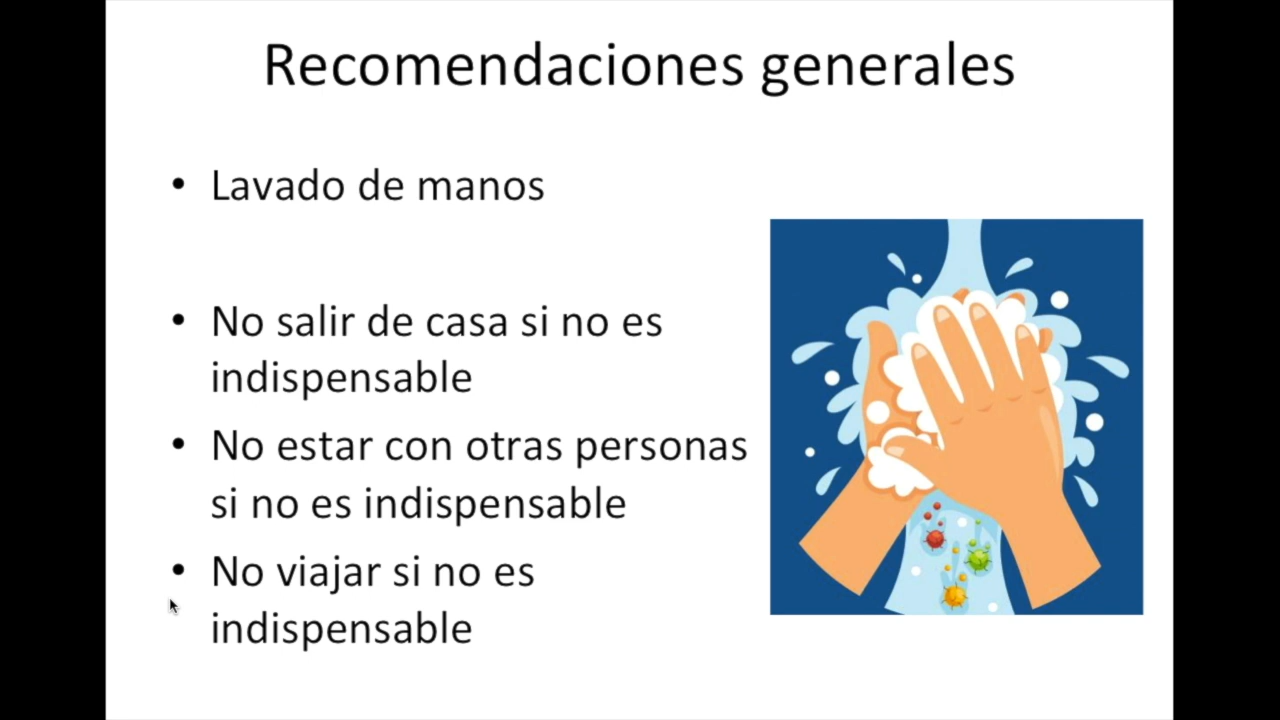 Recomendaciones generales
• Lavado de manos
• No salir de casa si no es
indispensable
• No estar con otras personas
si no es indispensable
• No viajar si no es
indispensable